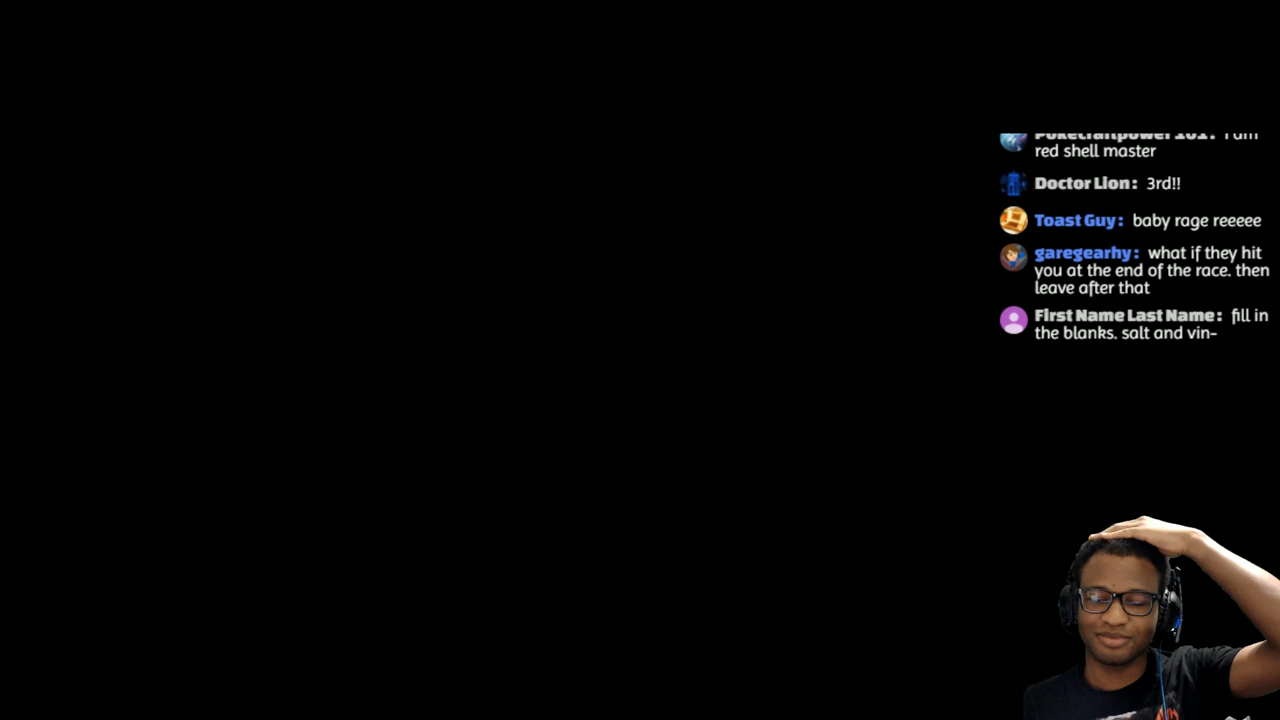 red shell master
Doctor Lion: 3rd!!
Toast Guy: baby rage reeeee
garegearhy: what if they hit
you at the end of the race. then
leave after that
First Name Last Name: fill in
the blanks. salt and vin-